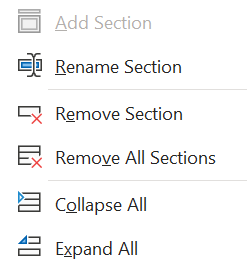 Add Section
Rename Section
Remove Section
Remove All Sections
Collapse All
Expand All